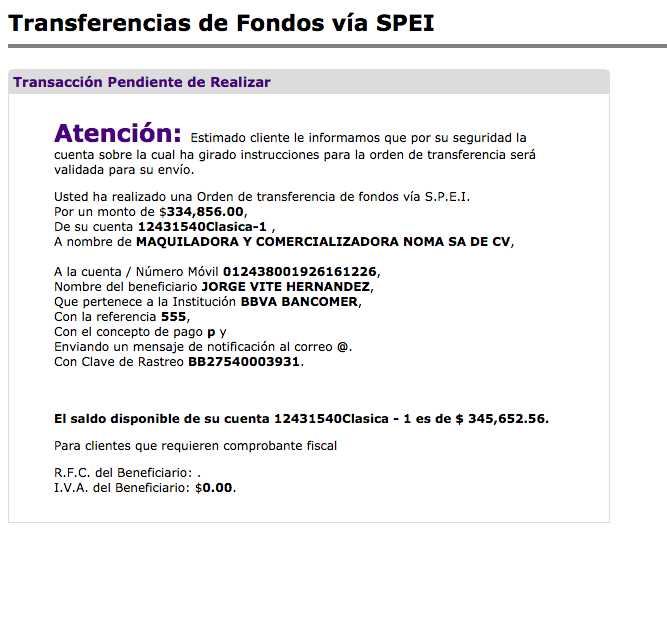 Transferencias de Fondos vía SPEI
Transacción Pendiente de Realizar
Atención: Estimado cliente le informamos que por su seguridad la
cuenta sobre la cual ha girado instrucciones para la orden de transferencia será
validada para su envío.
Usted ha realizado una Orden de transferencia de fondos vía S.P.E.I.
Por un monto de $334,856.00,
De su cuenta 12431540Clasica-1 ,
A nombre de MAQUILADORA Y COMERCIALIZADORA NOMA SA DE CV,
A la cuenta / Número Móvil 012438001926161226,
Nombre del beneficiario JORGE VITE HERNANDEZ,
Que pertenece a la Institución BBVA BANCOMER,
Con la referencia 555,
Con el concepto de pago p y
Enviando un mensaje de notificación al correo @.
Con Clave de Rastreo BB27540003931.
El saldo disponible de su cuenta 12431540Clasica - 1 es de $ 345,652.56.
Para clientes que requieren comprobante fiscal
R.F.C. del Beneficiario: .
I.V.A. del Beneficiario: $0.00.